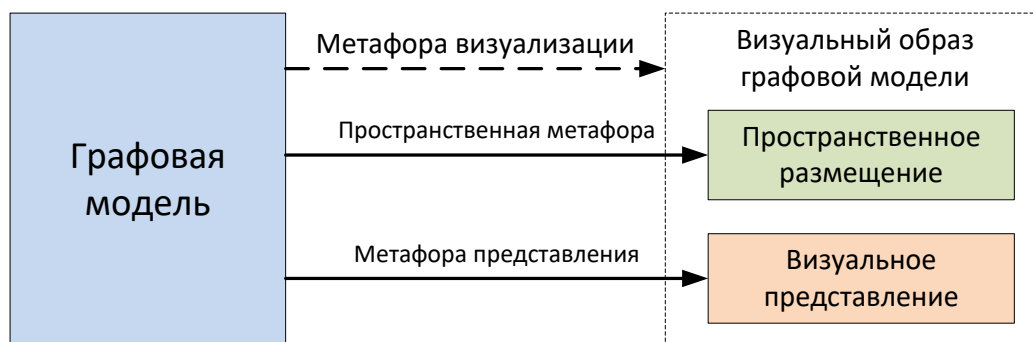 Графовая
модель
Метафора визуализации
Пространственная метафора
Метафора представления
Визуальный образ
графовой модели
Пространственное
размещение
Визуальное
представление